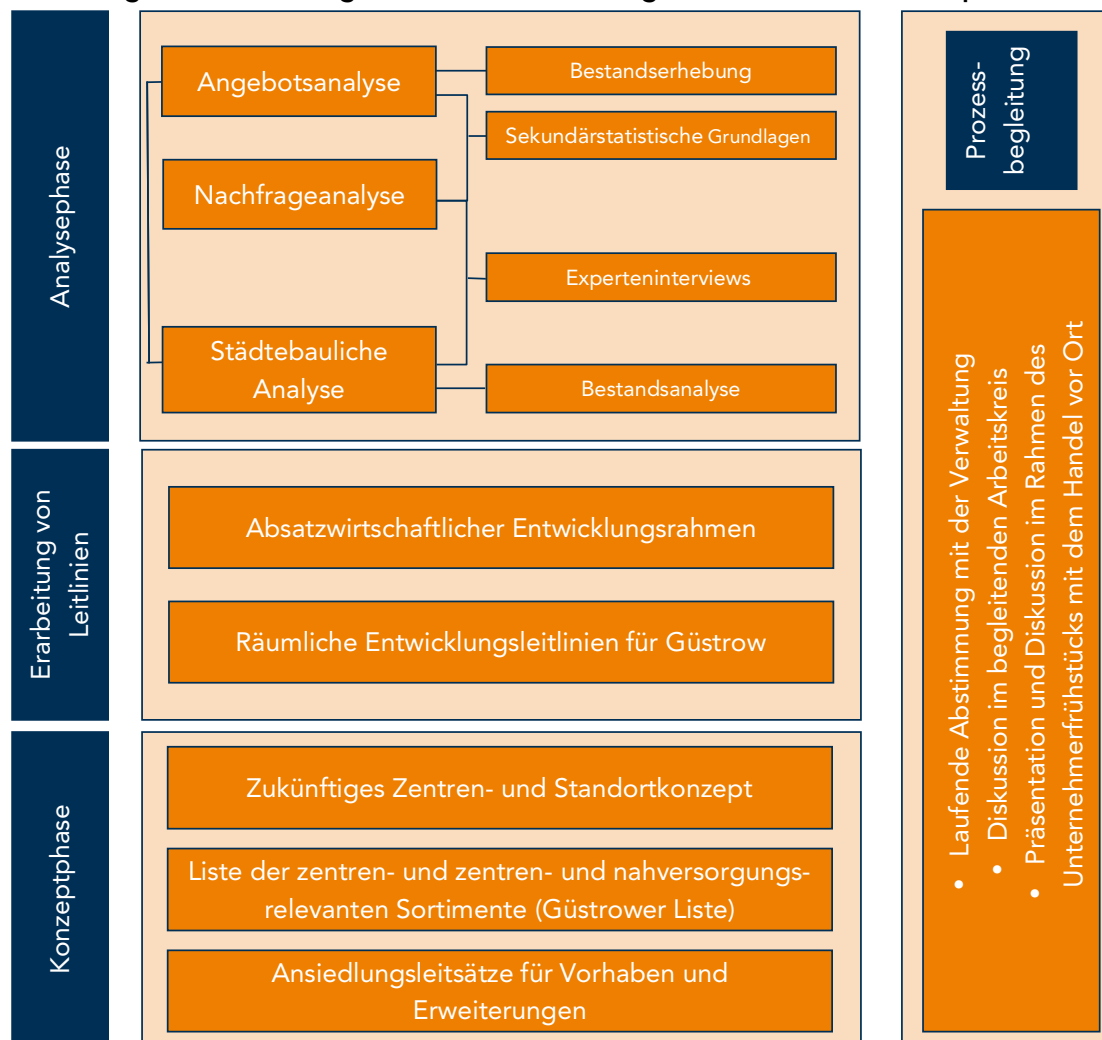 Analysephase
Angebotsanalyse
Nachfrageanalyse
Städtebauliche
Analyse
Bestandserhebung
Sekundärstatistische Grundlagen
Experteninterviews
Bestandsanalyse
Erarbeitung von
Leitlinien
Absatzwirtschaftlicher Entwicklungsrahmen
Räumliche Entwicklungsleitlinien für Güstrow
Konzeptphase
Zukünftiges Zentren- und Standortkonzept
Liste der zentren- und zentren- und nahversorgungs-
relevanten Sortimente (Güstrower Liste)
Ansiedlungsleitsätze für Vorhaben und
Erweiterungen
Prozess-
begleitung
• Laufende Abstimmung mit der Verwaltung
• Diskussion im begleitenden Arbeitskreis
• Präsentation und Diskussion im Rahmen des
Unternehmerfrühstücks mit dem Handel vor Ort